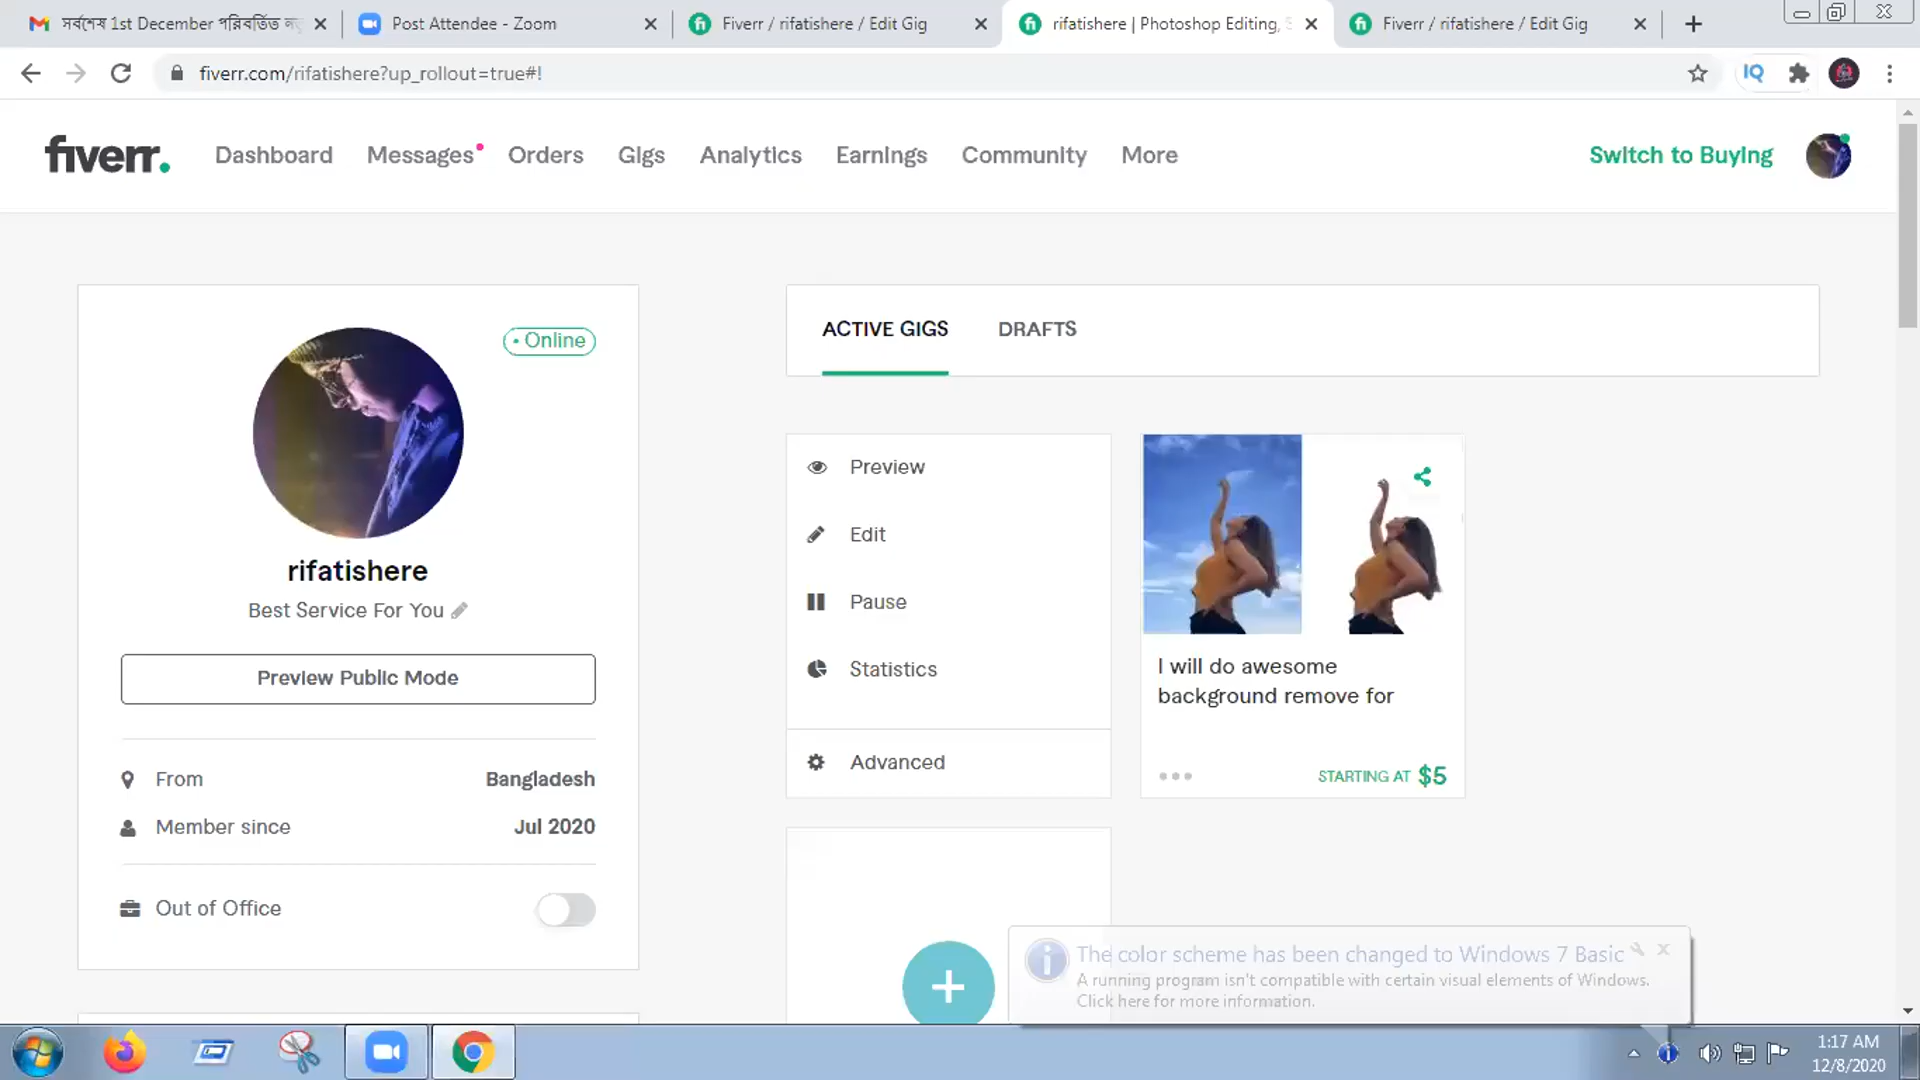 সর্বশেষ 1st December পরিবর্তিত
Post Attendee - Zoom
Fiverr / rifatishere / Edit Gig
rifatishere | Photoshop Editing,
Fiverr / rifatishere / Edit Gig
fiverr.com/rifatishere?up_rollout=true#!
IQ
fiverr.
Dashboard
Messages
Orders
Gigs
Analytics
Earnings
Community
More
Switch to Buying
Online
rifatishere
Best Service For You
Preview Public Mode
From Bangladesh
Member since Jul 2020
Out of Office
ACTIVE GIGS
DRAFTS
Preview
Edit
Pause
Statistics
Advanced
I will do awesome
background remove for
STARTING AT $5
The color scheme has been changed to Windows 7 Basic
A running program isn't compatible with certain visual elements of Windows.
Click here for more information.
1:17 AM
12/8/2020